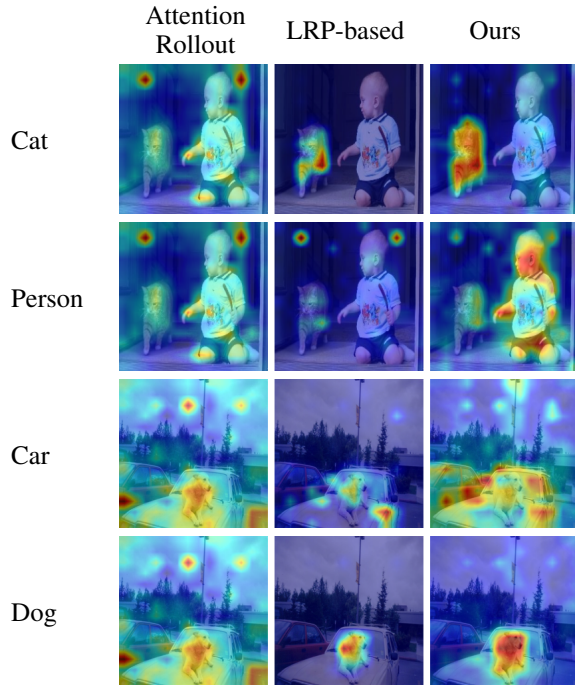 Attention
Rollout
LRP-based
Ours
Cat
Person
Car
Dog